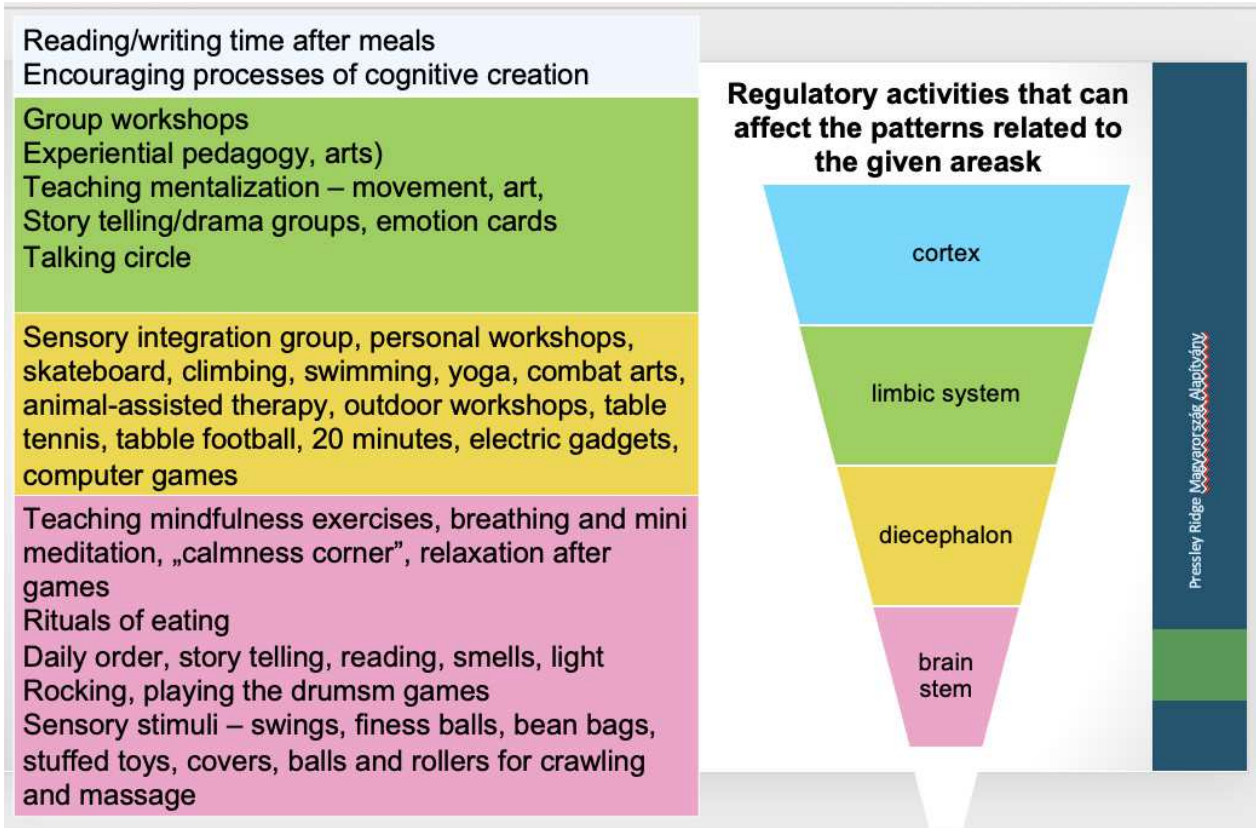 Reading/writing time after meals
Encouraging processes of cognitive creation
Group workshops
Experiential pedagogy, arts)
Teaching mentalization – movement, art,
Story telling/drama groups, emotion cards
Talking circle
Sensory integration group, personal workshops,
skateboard, climbing, swimming, yoga, combat arts,
animal-assisted therapy, outdoor workshops, table
tennis, tabble football, 20 minutes, electric gadgets,
computer games
Teaching mindfulness exercises, breathing and mini
meditation, „calmness corner”, relaxation after
games
Rituals of eating
Daily order, story telling, reading, smells, light
Rocking, playing the drumsm games
Sensory stimuli – swings, finess balls, bean bags,
stuffed toys, covers, balls and rollers for crawling
and massage
Regulatory activities that can
affect the patterns related to
the given areask
cortex
limbic system
diecephalon
brain
stem
Pressley Ridge Magyarország Alapítvány